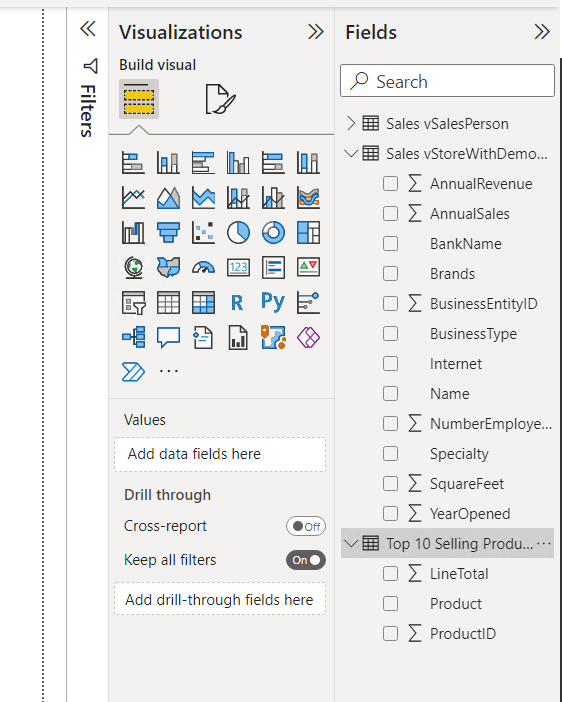 Filters
Visualizations
Build visual
123
R
Py
...
Values
Add data fields here
Drill through
Cross-report
Off
Keep all filters
On
Add drill-through fields here
Fields
Search
Sales vSalesPerson
Sales vStoreWithDemo...
AnnualRevenue
AnnualSales
BankName
Brands
BusinessEntityID
BusinessType
Internet
Name
NumberEmploye...
Specialty
SquareFeet
YearOpened
Top 10 Selling Produ... ...
LineTotal
Product
ProductID